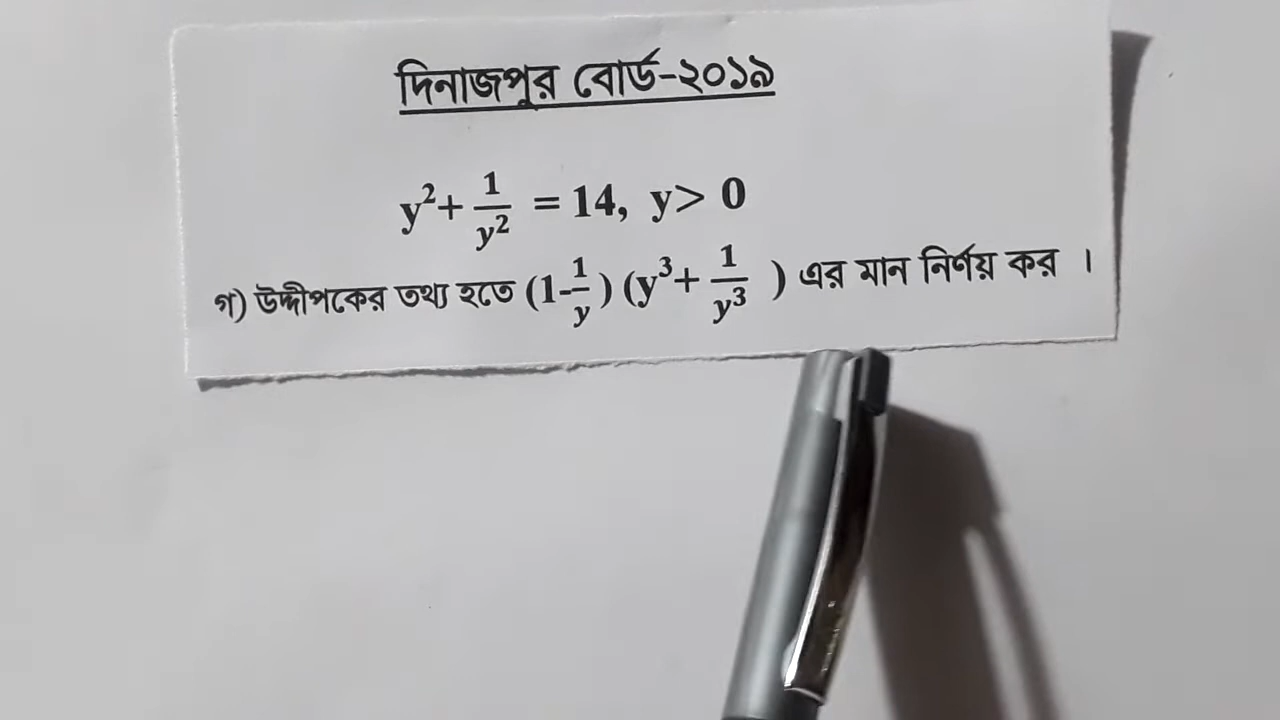 দিনাজপুর বোর্ড-২০১৯
y²+ 1/y² = 14, y> 0
গ) উদ্দীপকের তথ্য হতে (1-1/y) (y³+ 1/y³ ) এর মান নির্ণয় কর ।